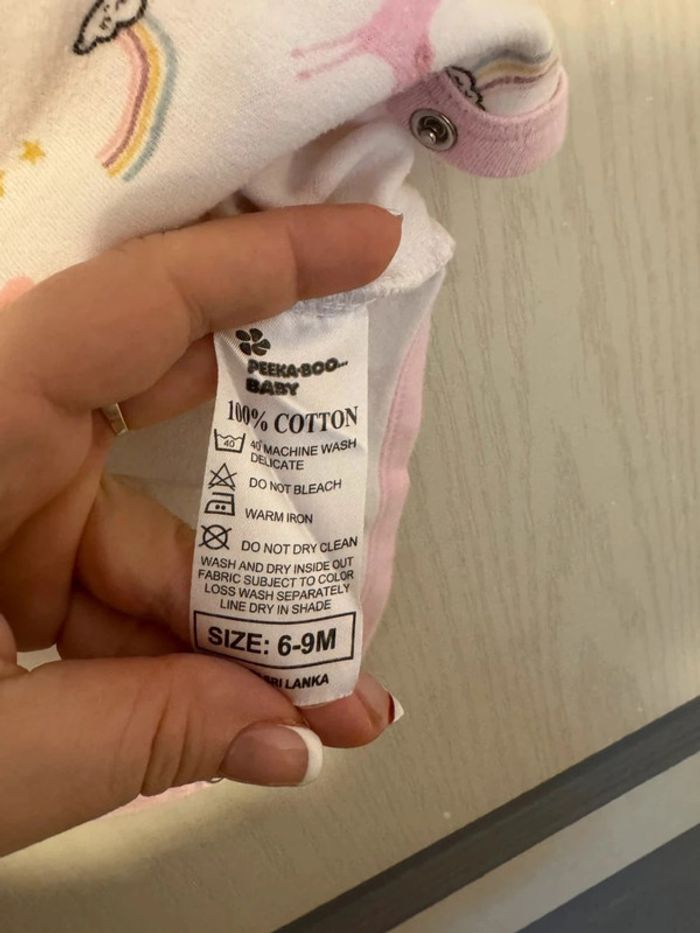 PEEKA-BOO...
BABY
100% COTTON
40
40° MACHINE WASH
DELICATE
DO NOT BLEACH
WARM IRON
DO NOT DRY CLEAN
WASH AND DRY INSIDE OUT
FABRIC SUBJECT TO COLOR
LOSS WASH SEPARATELY
LINE DRY IN SHADE
SIZE: 6-9M
SRI LANKA